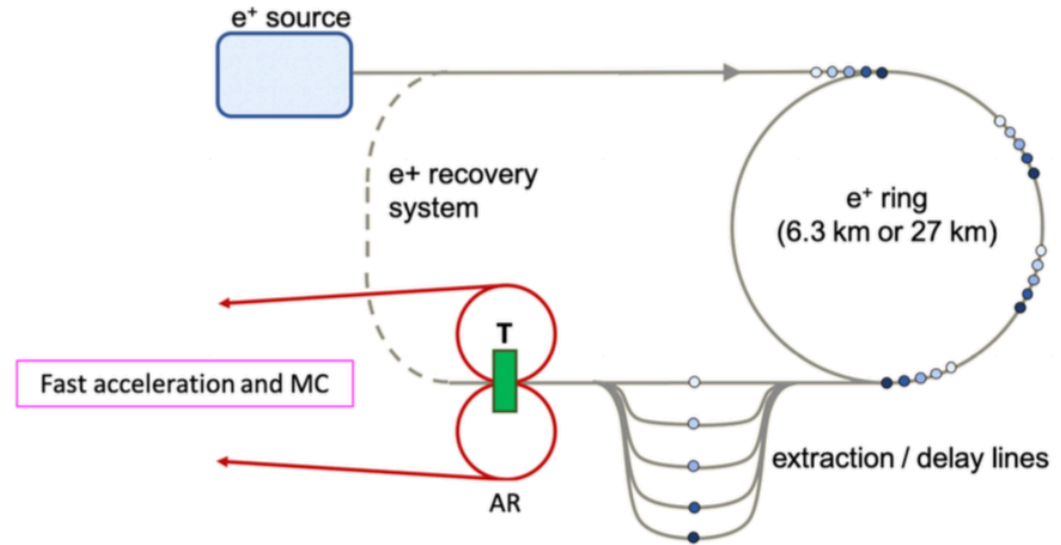 e⁺ source
e+ recovery
system
e⁺ ring
(6.3 km or 27 km)
T
Fast acceleration and MC
extraction / delay lines
AR